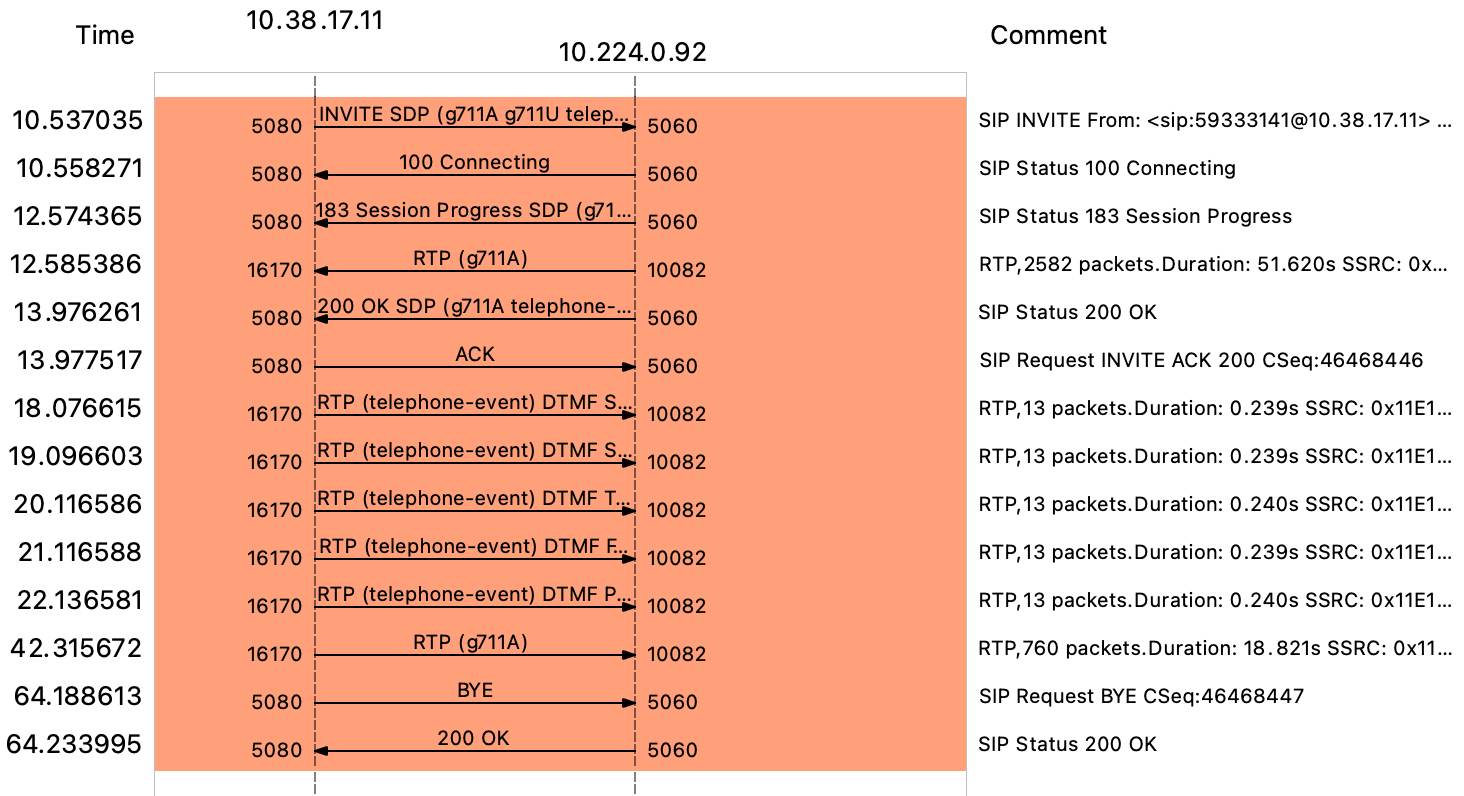 Time 10.38.17.11 Comment
10.224.0.92
10.537035 5080 INVITE SDP (g711A g711U telep... 5060 SIP INVITE From: <sip:59333141@10.38.17.11> ...
10.558271 5080 100 Connecting 5060 SIP Status 100 Connecting
12.574365 5080 183 Session Progress SDP (g71... 5060 SIP Status 183 Session Progress
12.585386 16170 RTP (g711A) 10082 RTP,2582 packets.Duration: 51.620s SSRC: 0x...
13.976261 5080 200 OK SDP (g711A telephone-... 5060 SIP Status 200 OK
13.977517 5080 ACK 5060 SIP Request INVITE ACK 200 CSeq:46468446
18.076615 16170 RTP (telephone-event) DTMF S... 10082 RTP,13 packets.Duration: 0.239s SSRC: 0x11E1...
19.096603 16170 RTP (telephone-event) DTMF S... 10082 RTP,13 packets.Duration: 0.239s SSRC: 0x11E1...
20.116586 16170 RTP (telephone-event) DTMF T... 10082 RTP,13 packets.Duration: 0.240s SSRC: 0x11E1...
21.116588 16170 RTP (telephone-event) DTMF F... 10082 RTP,13 packets.Duration: 0.239s SSRC: 0x11E1...
22.136581 16170 RTP (telephone-event) DTMF P... 10082 RTP,13 packets.Duration: 0.240s SSRC: 0x11E1...
42.315672 16170 RTP (g711A) 10082 RTP,760 packets.Duration: 18.821s SSRC: 0x11...
64.188613 5080 BYE 5060 SIP Request BYE CSeq:46468447
64.233995 5080 200 OK 5060 SIP Status 200 OK